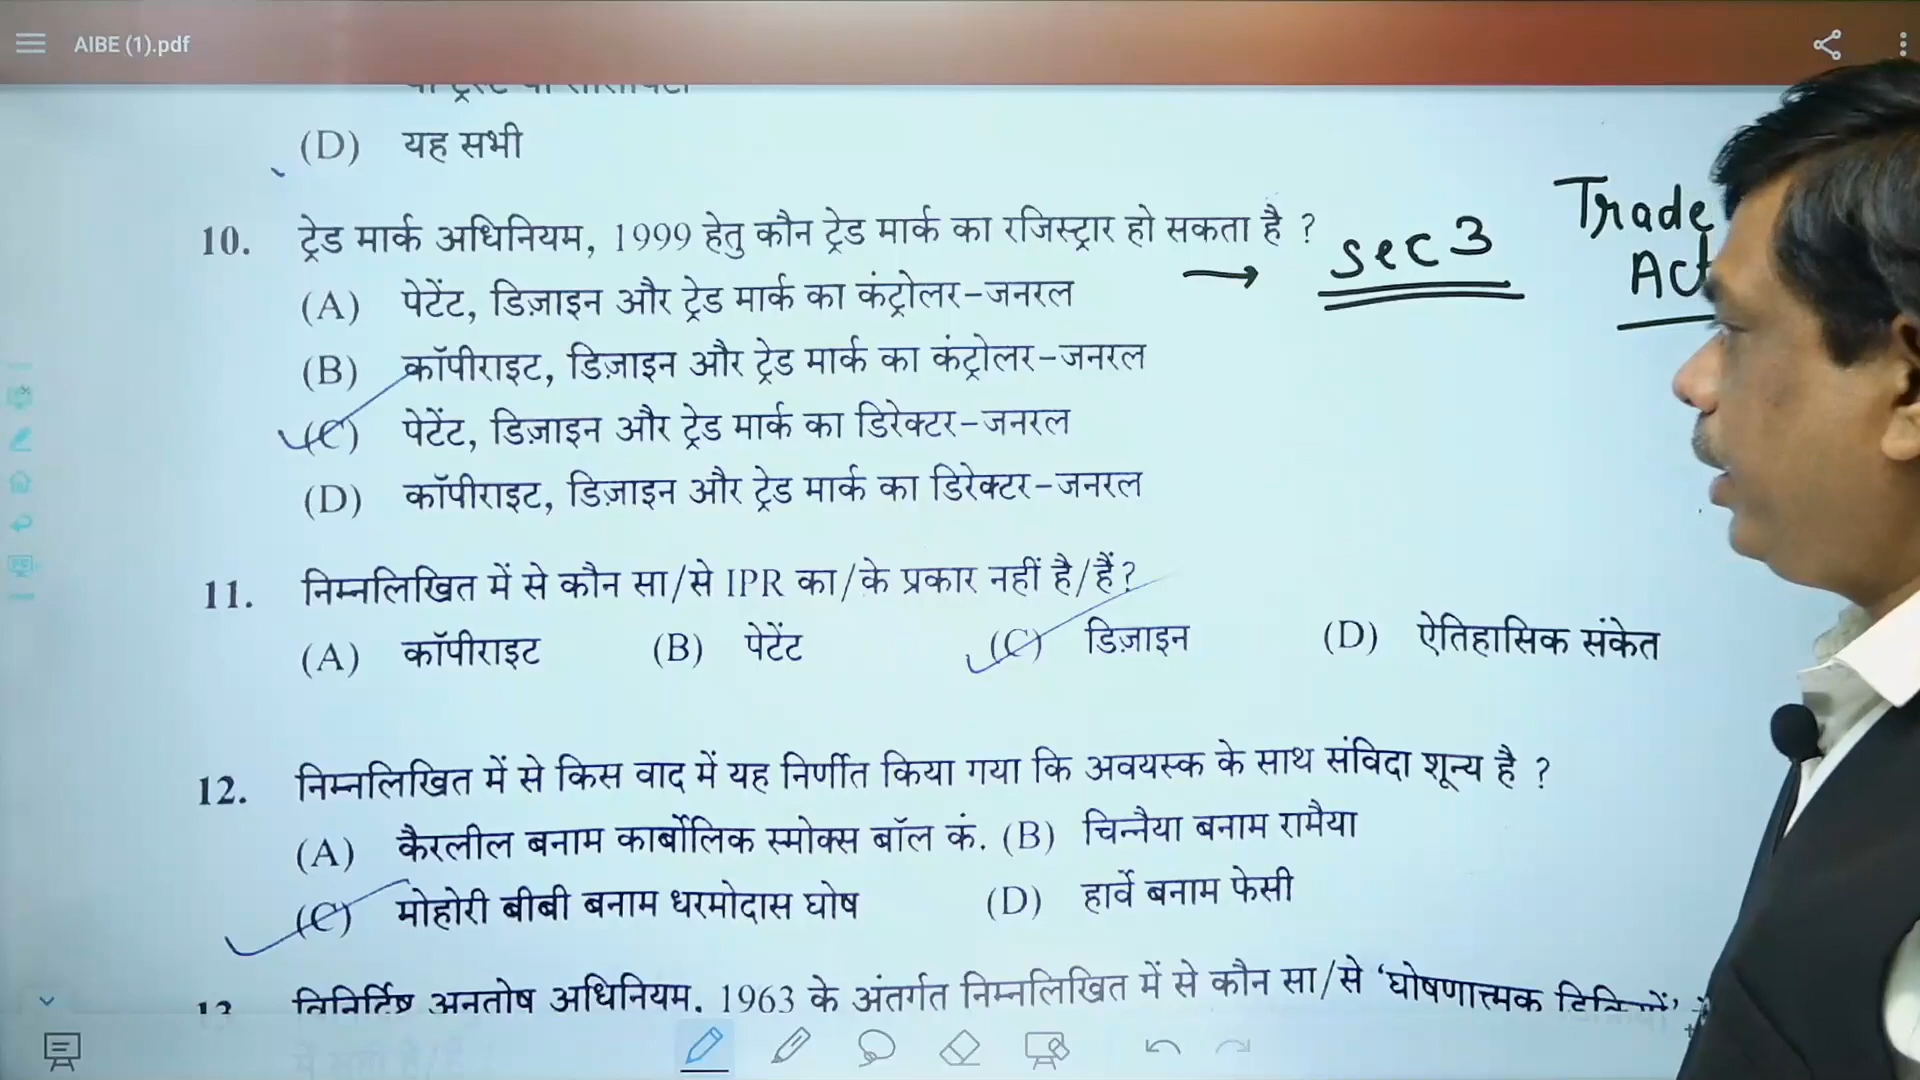 AIBE (1).pdf
(D) यह सभी
10. ट्रेड मार्क अधिनियम, 1999 हेतु कौन ट्रेड मार्क का रजिस्ट्रार हो सकता है ?
→ sec 3
Trade
Act
(A) पेटेंट, डिज़ाइन और ट्रेड मार्क का कंट्रोलर-जनरल
(B) कॉपीराइट, डिज़ाइन और ट्रेड मार्क का कंट्रोलर-जनरल
(C) पेटेंट, डिज़ाइन और ट्रेड मार्क का डिरेक्टर-जनरल
(D) कॉपीराइट, डिज़ाइन और ट्रेड मार्क का डिरेक्टर-जनरल
11. निम्नलिखित में से कौन सा/से IPR का/के प्रकार नहीं है/हैं?
(A) कॉपीराइट (B) पेटेंट (C) डिज़ाइन (D) ऐतिहासिक संकेत
12. निम्नलिखित में से किस वाद में यह निर्णीत किया गया कि अवयस्क के साथ संविदा शून्य है ?
(A) कैरलील बनाम कार्बोलिक स्मोक्स बॉल कं. (B) चिन्नैया बनाम रामैया
(C) मोहोरी बीबी बनाम धरमोदास घोष (D) हार्वे बनाम फेसी
13 विनिर्दिष्ट अनुतोष अधिनियम, 1963 के अंतर्गत निम्नलिखित में से कौन सा/से 'घोषणात्मक